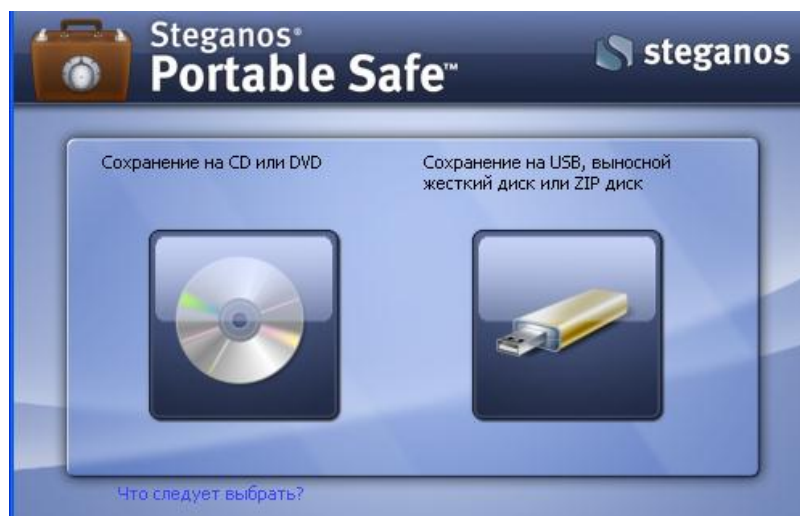 Steganos®
Portable Safe™
steganos
Сохранение на CD или DVD
Сохранение на USB, выносной
жесткий диск или ZIP диск
Что следует выбрать?